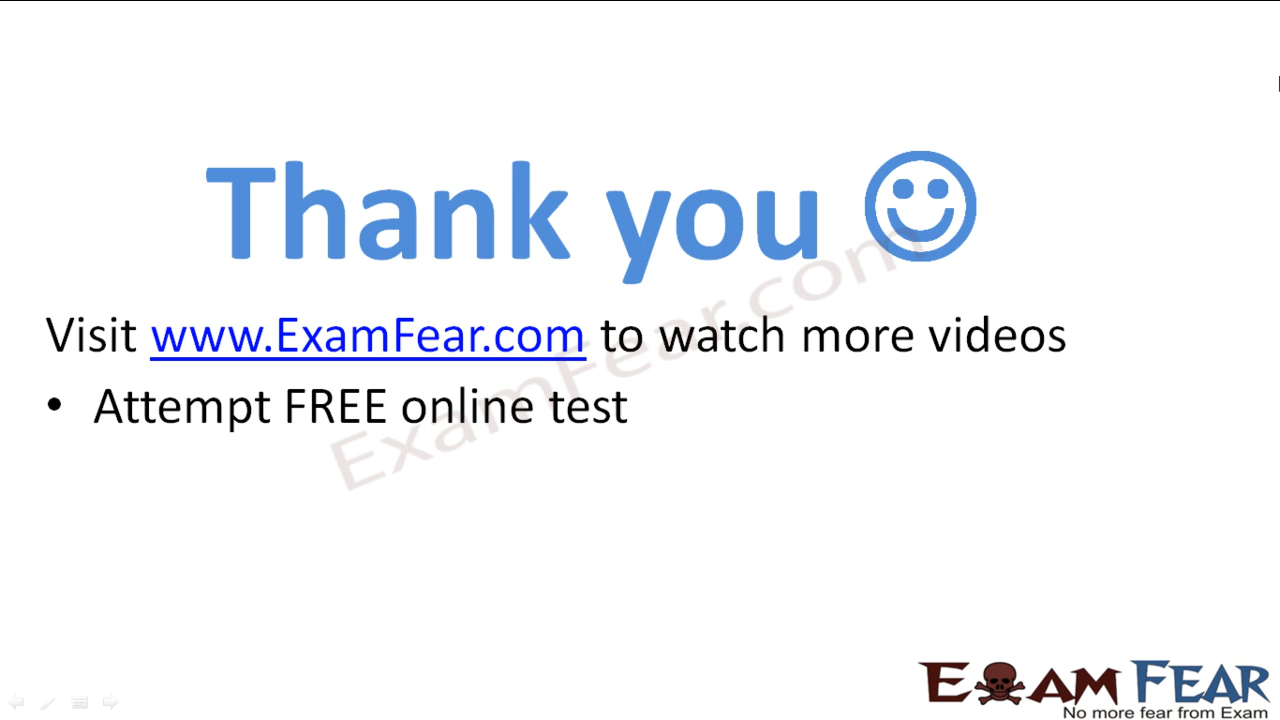 Thank you ☺
Visit www.ExamFear.com to watch more videos
• Attempt FREE online test
ExamFear.com
EXAM FEAR
No more fear from Exam